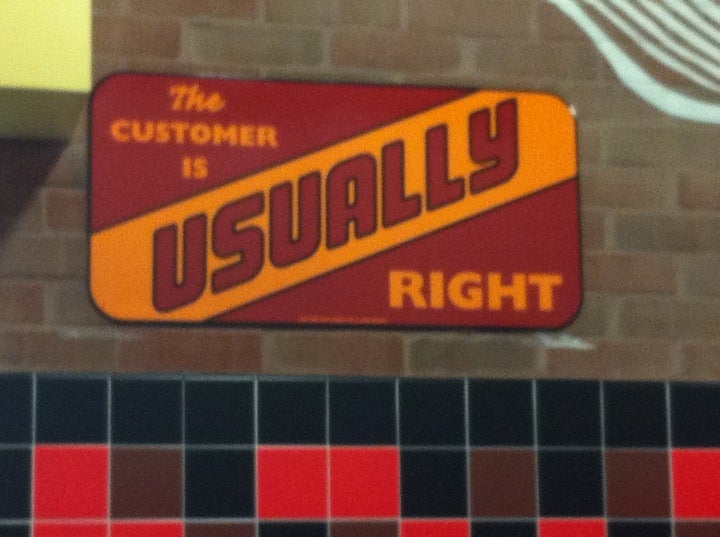 The
CUSTOMER
IS
USUALLY
RIGHT